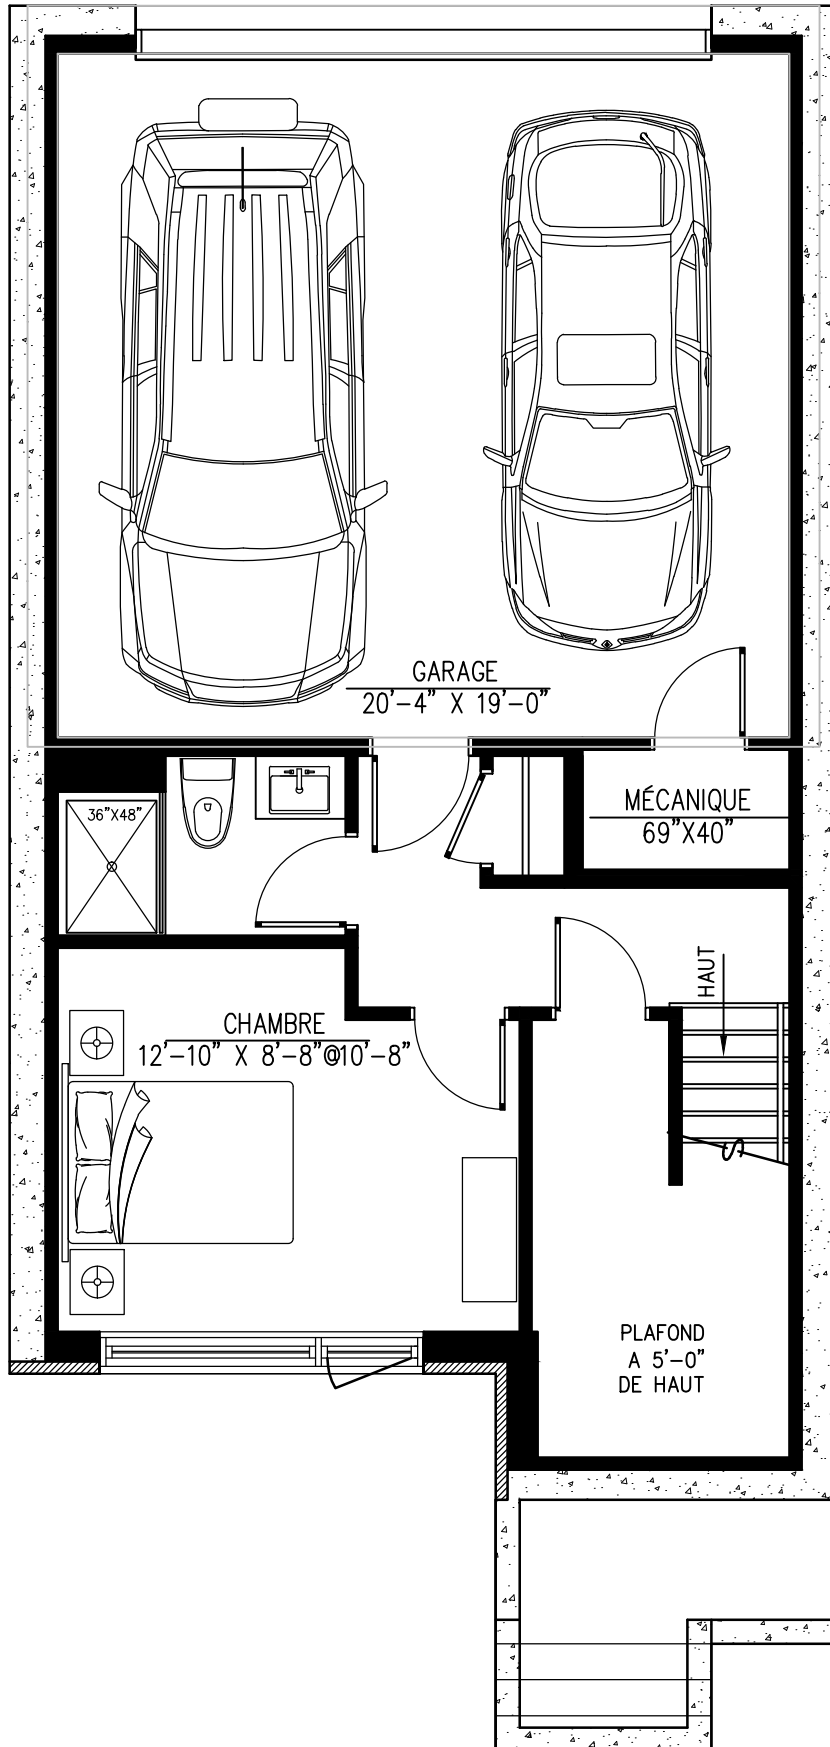 GARAGE
20'-4" X 19'-0"
36"X48"
MÉCANIQUE
69"X40"
HAUT
CHAMBRE
12'-10" X 8'-8"@10'-8"
S
PLAFOND
A 5'-0"
DE HAUT